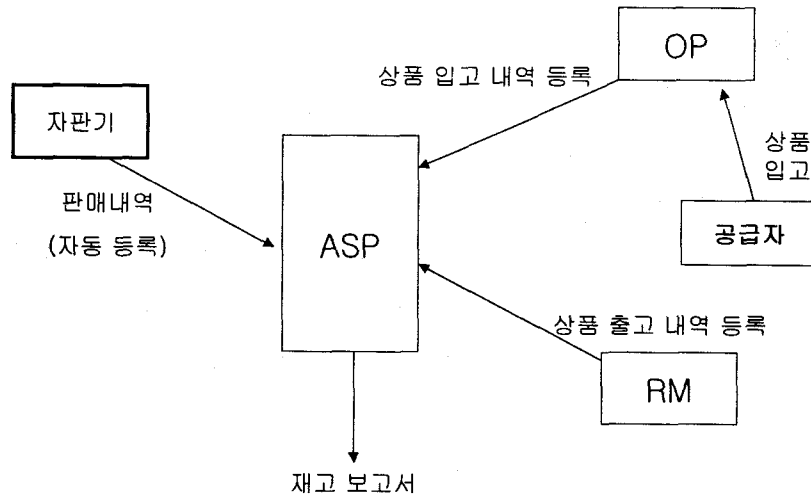 OP
상품 입고 내역 등록
자판기
상품
입고
판매내역
(자동 등록)
ASP
공급자
상품 출고 내역 등록
RM
재고 보고서